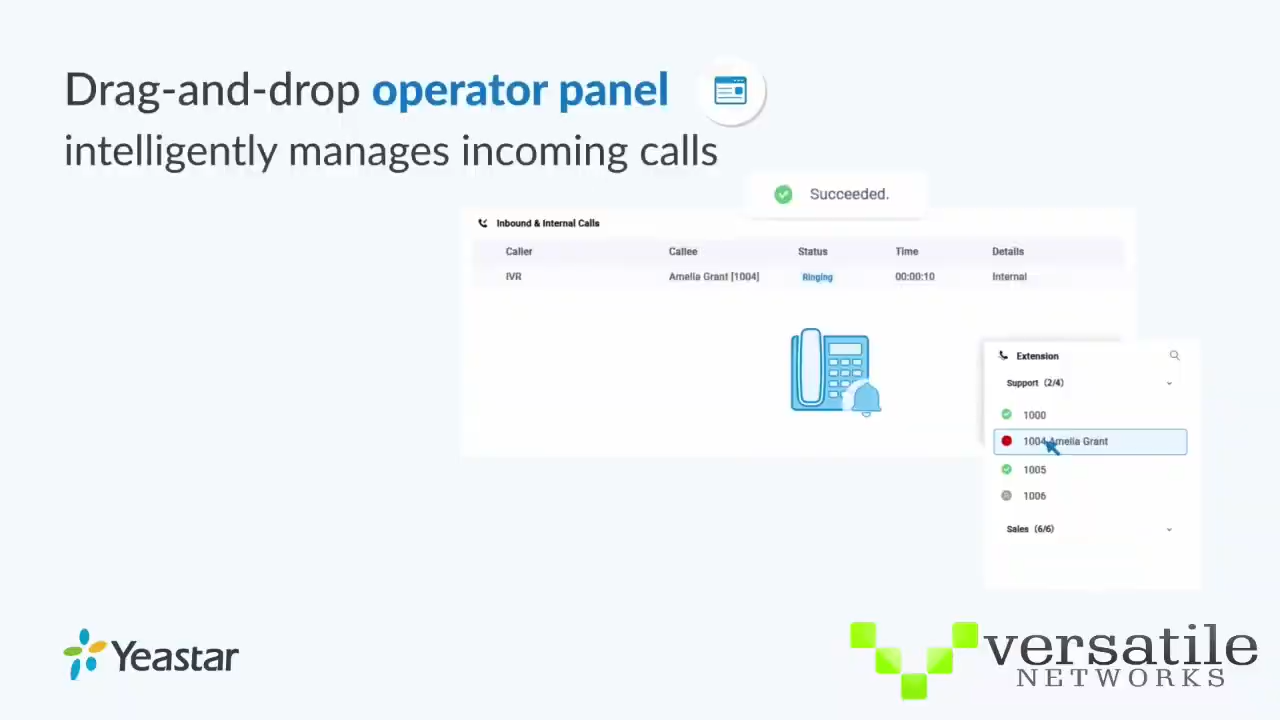 Drag-and-drop operator panel
intelligently manages incoming calls
Succeeded.
Inbound & Internal Calls
Caller Callee Status Time Details
IVR Amelia Grant [1004] Ringing 00:00:10 Internal
Extension
Support (2/4)
1000
1004 Amelia Grant
1005
1006
Sales (6/6)
Yeastar
versatile
NETWORKS